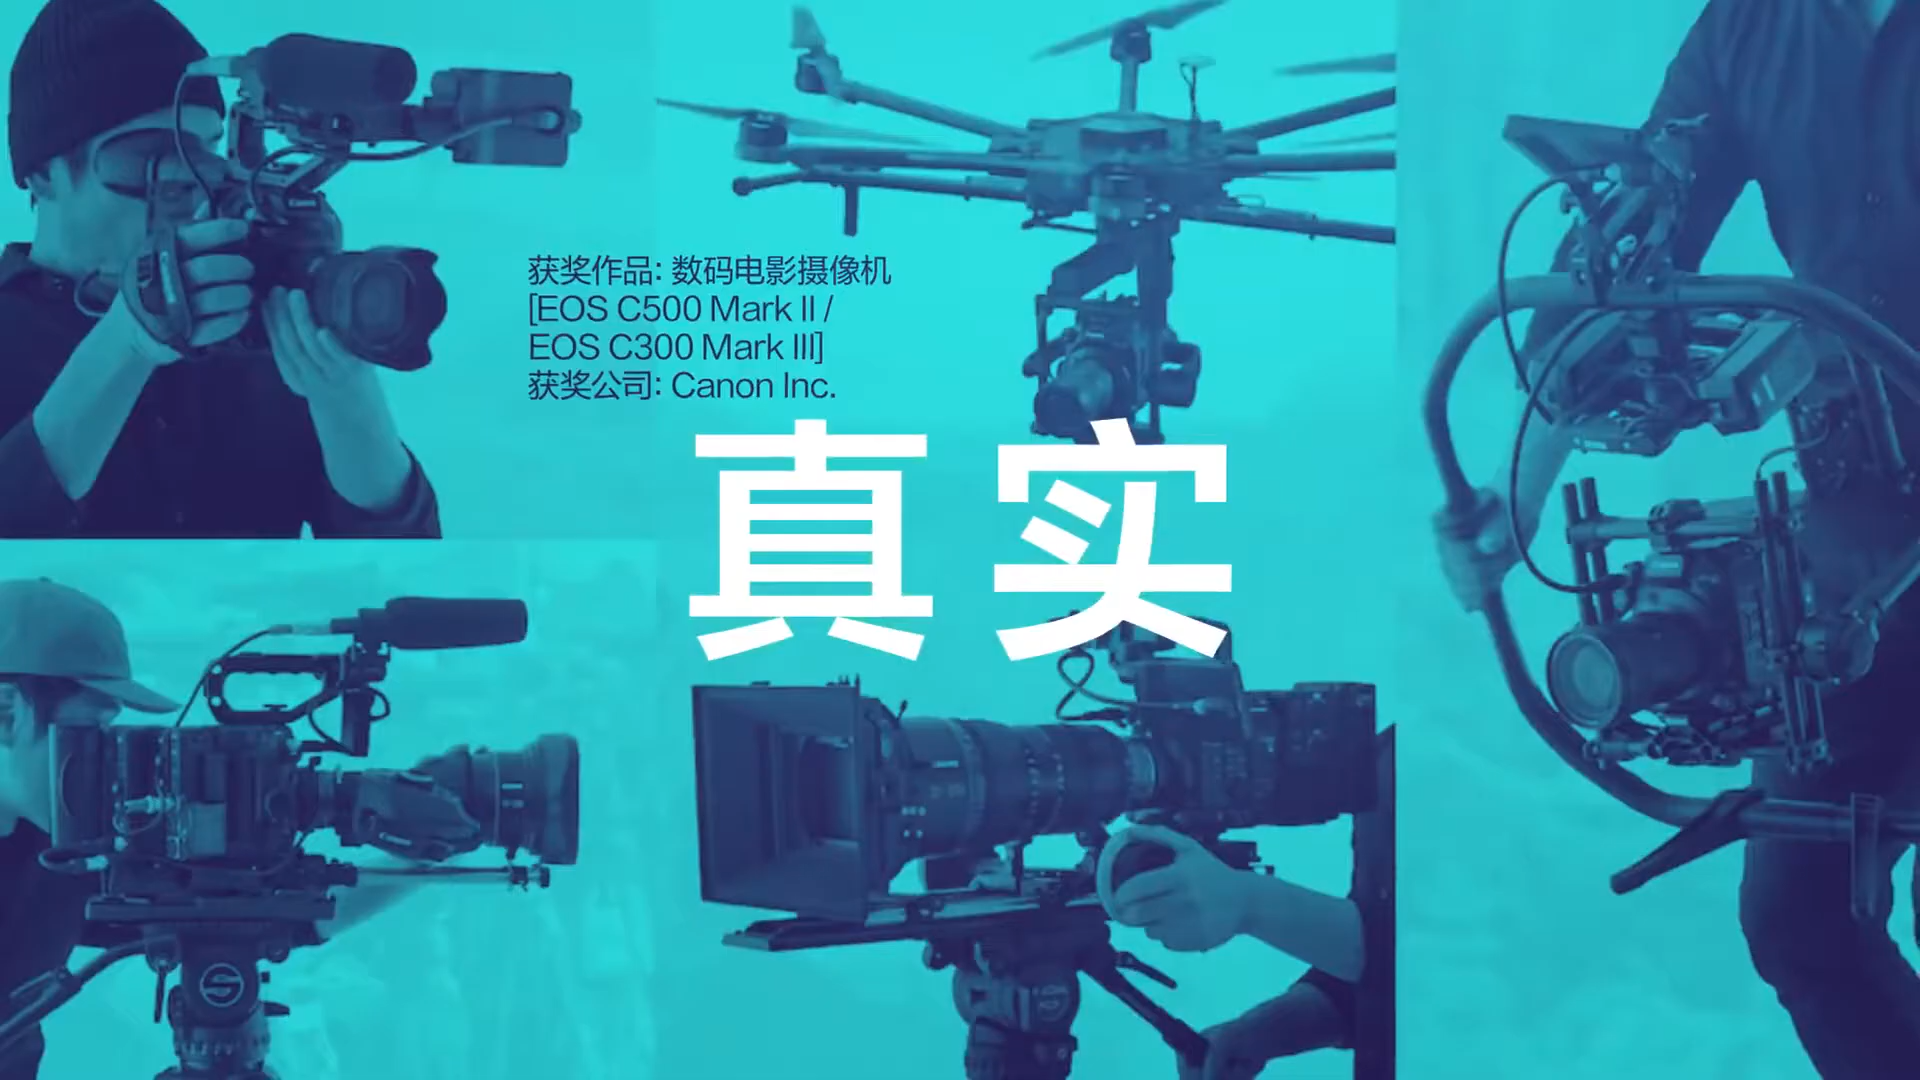 获奖作品: 数码电影摄像机
[EOS C500 Mark II /
EOS C300 Mark III]
获奖公司: Canon Inc.
真实